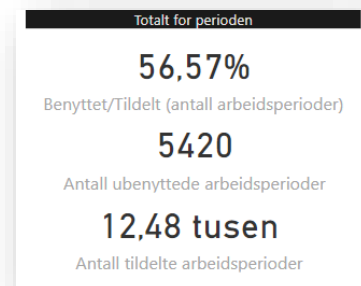 Totalt for perioden
56,57%
Benyttet/Tildelt (antall arbeidsperioder)
5420
Antall ubenyttede arbeidsperioder
12,48 tusen
Antall tildelte arbeidsperioder